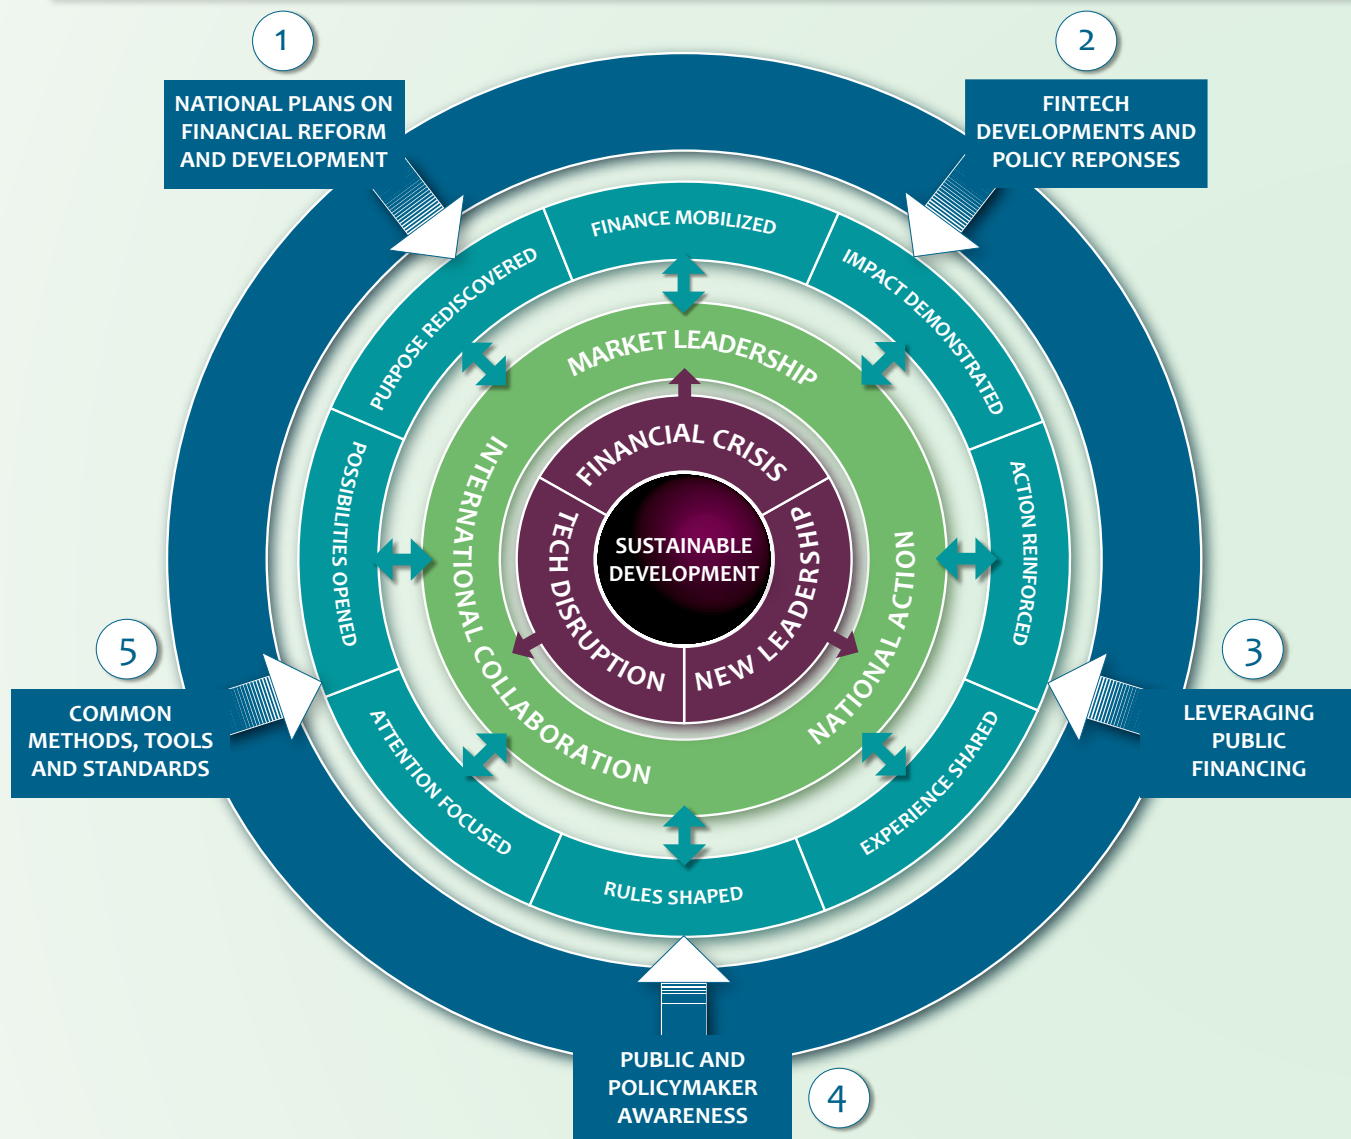 1
NATIONAL PLANS ON
FINANCIAL REFORM
AND DEVELOPMENT
2
FINTECH
DEVELOPMENTS AND
POLICY REPONSES
FINANCE MOBILIZED
IMPACT DEMONSTRATED
ACTION REINFORCED
EXPERIENCE SHARED
RULES SHAPED
ATTENTION FOCUSED
POSSIBILITIES OPENED
PURPOSE REDISCOVERED
MARKET LEADERSHIP
NATIONAL ACTION
INTERNATIONAL COLLABORATION
FINANCIAL CRISIS
NEW LEADERSHIP
TECH DISRUPTION
SUSTAINABLE
DEVELOPMENT
3
LEVERAGING
PUBLIC
FINANCING
4
PUBLIC AND
POLICYMAKER
AWARENESS
5
COMMON
METHODS, TOOLS
AND STANDARDS